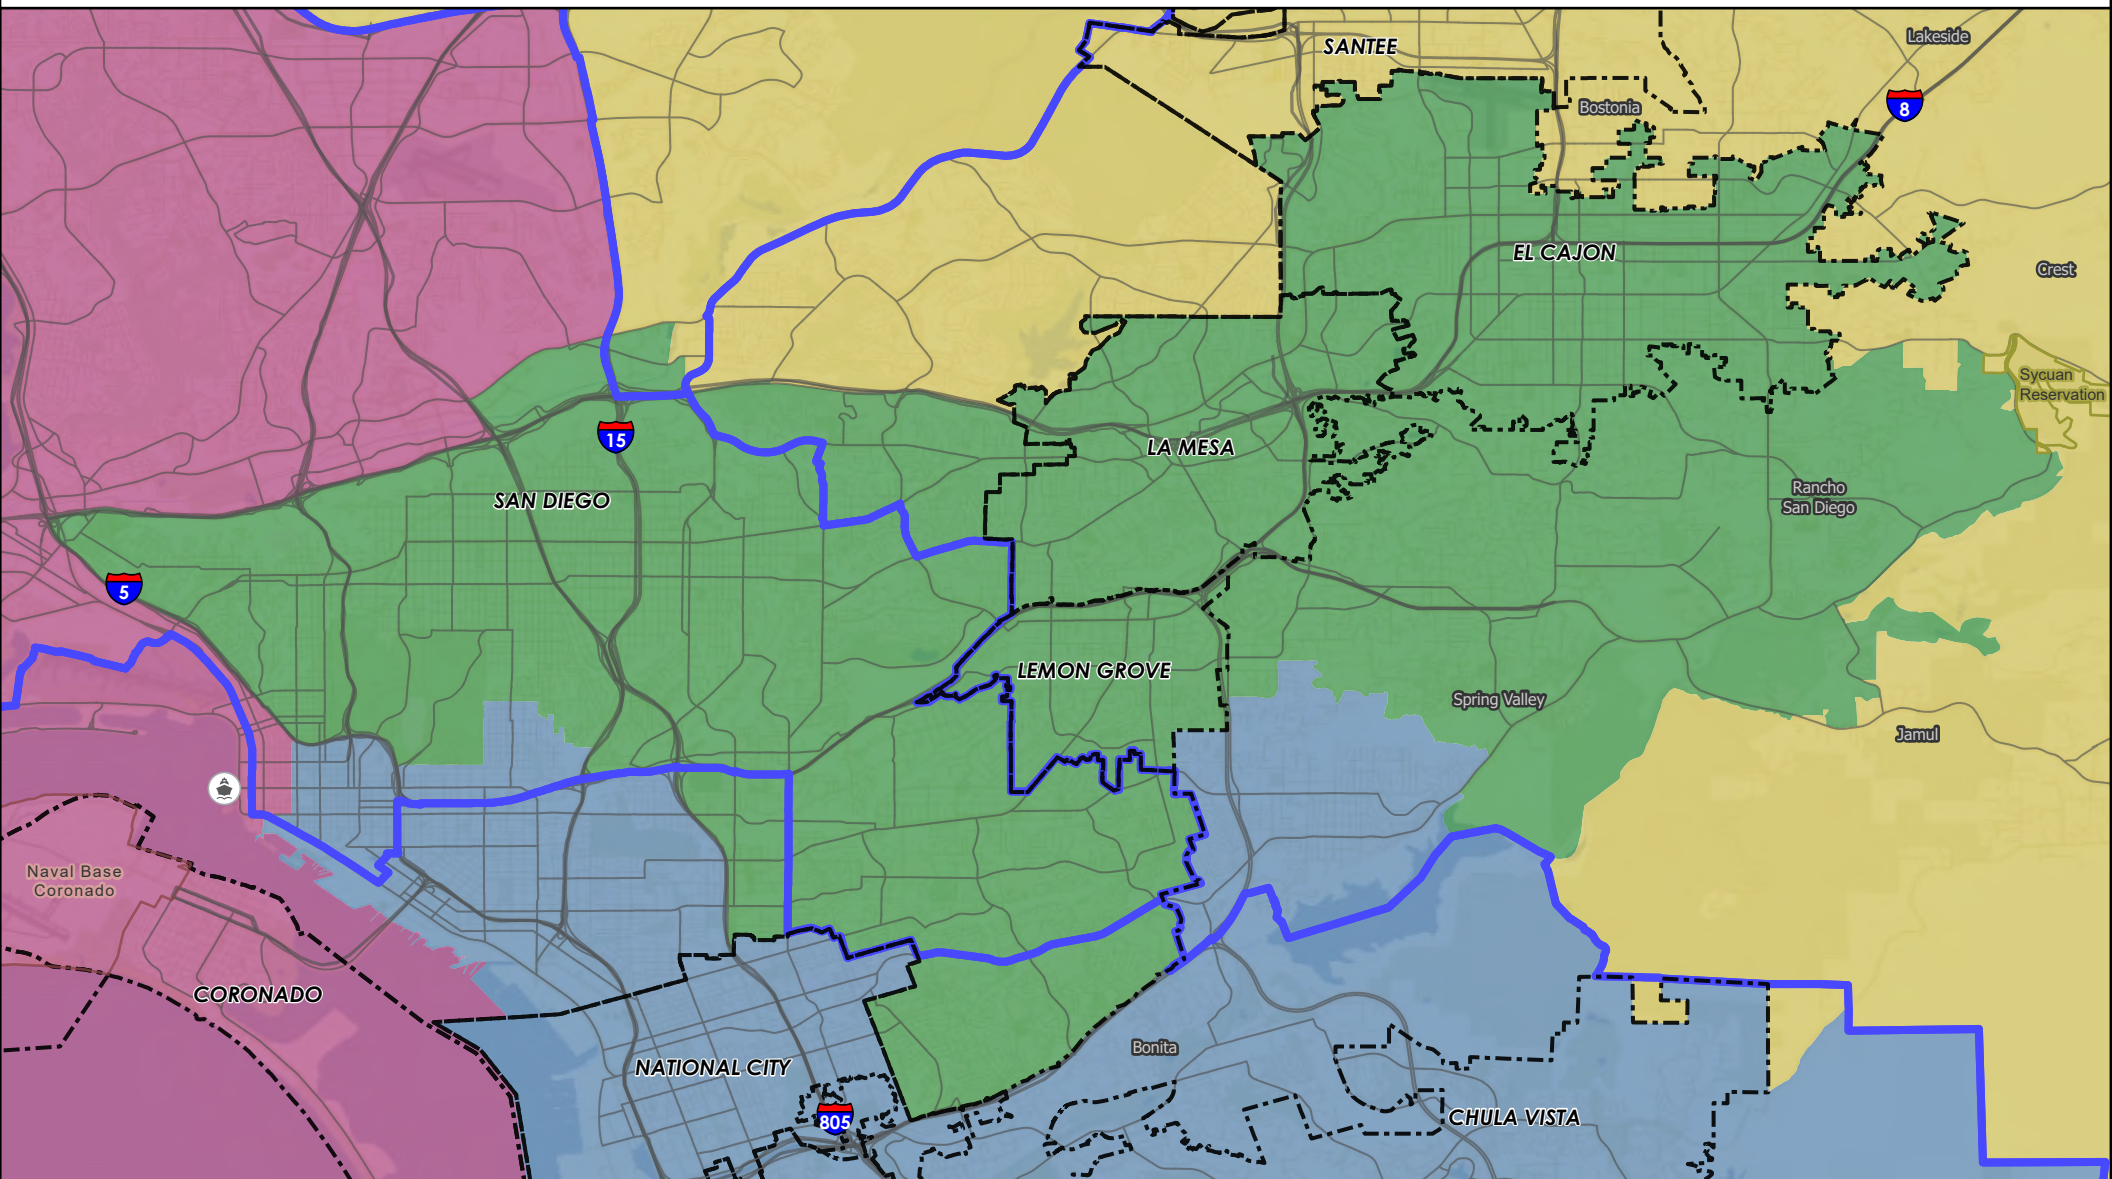 SANTEE
Lakeside
8
Bostonia
EL CAJON
Crest
Sycuan
Reservation
15
LA MESA
SAN DIEGO
Rancho
San Diego
5
LEMON GROVE
Spring Valley
Jamul
Naval Base
Coronado
CORONADO
Bonita
NATIONAL CITY
805
CHULA VISTA